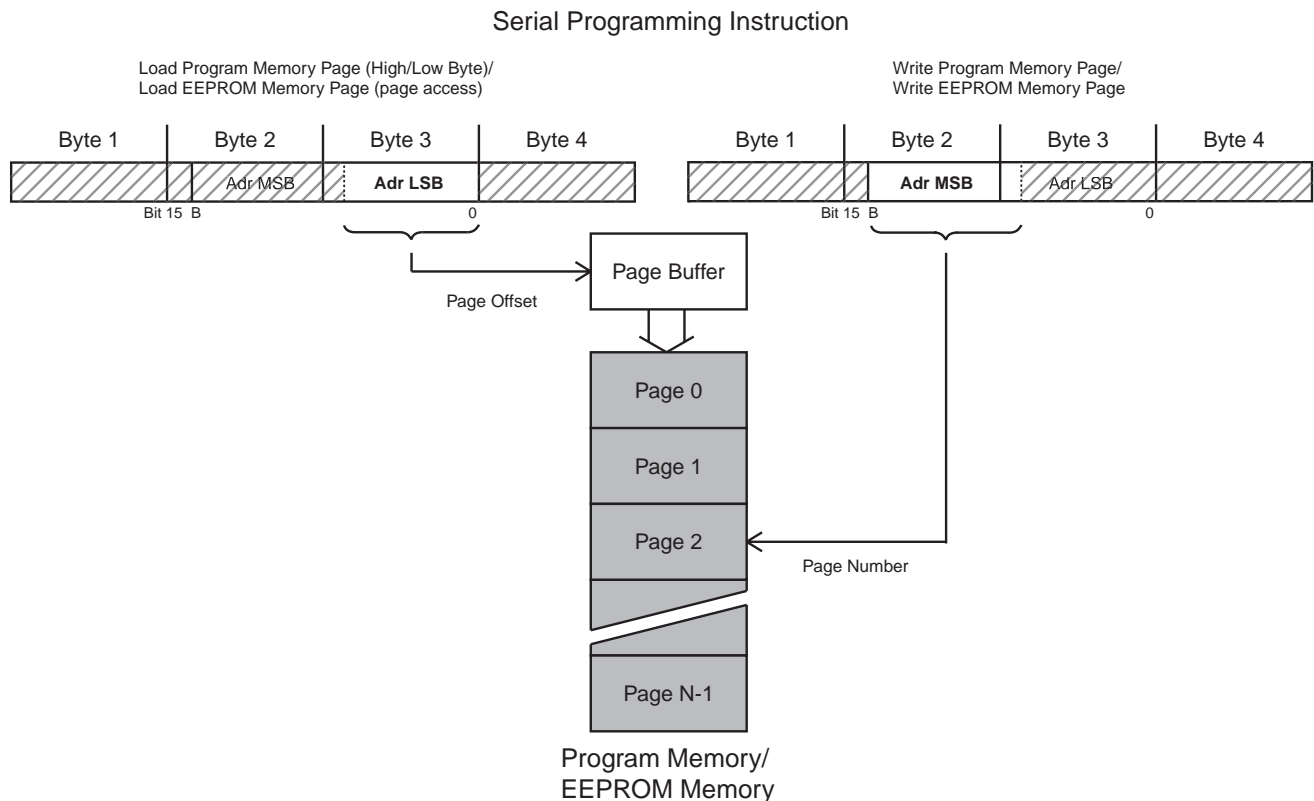 Serial Programming Instruction
Load Program Memory Page (High/Low Byte)/
Load EEPROM Memory Page (page access)
Write Program Memory Page/
Write EEPROM Memory Page
Byte 1 Byte 2 Byte 3 Byte 4
Byte 1 Byte 2 Byte 3 Byte 4
Adr MSB Adr LSB
Adr MSB Adr LSB
Bit 15 B 0
Bit 15 B 0
Page Buffer
Page Offset
Page 0
Page 1
Page 2
Page Number
Page N-1
Program Memory/
EEPROM Memory